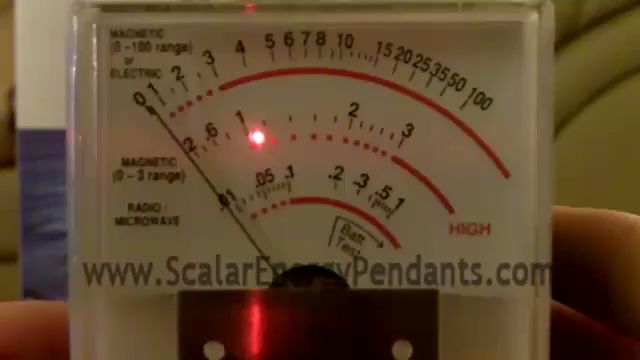 MAGNETIC
(0-100 range)
or
ELECTRIC
0 1 2 3 4 5 6 7 8 10 15 20 25 35 50 100
.2 .6 1 2 3
MAGNETIC
(0-3 range)
.01 .05 .1 .2 .3 .5 1
RADIO/
MICROWAVE
HIGH
Batt
Test
www.ScalarEnergyPendants.com